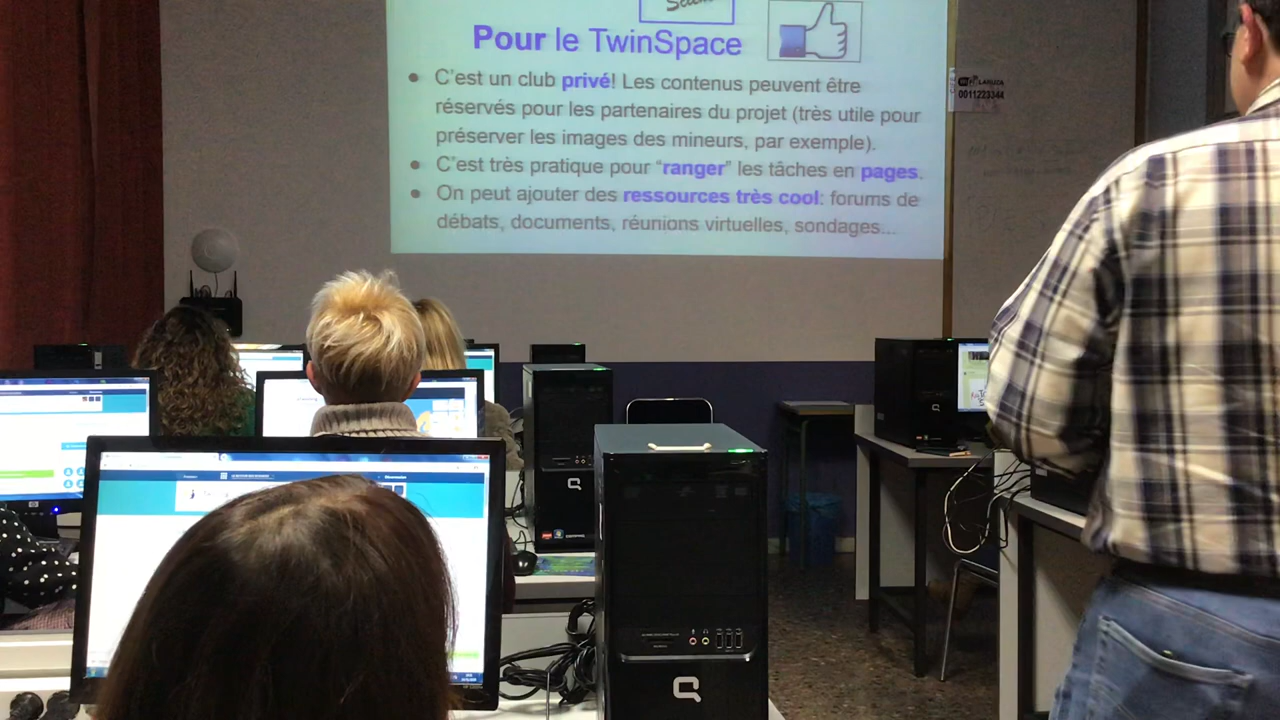 Pour le TwinSpace
• C'est un club privé! Les contenus peuvent être
réservés pour les partenaires du projet (très utile pour
préserver les images des mineurs, par exemple).
• C'est très pratique pour “ranger” les tâches en pages.
• On peut ajouter des ressources très cool: forums de
débats, documents, réunions virtuelles, sondages...
0011223344